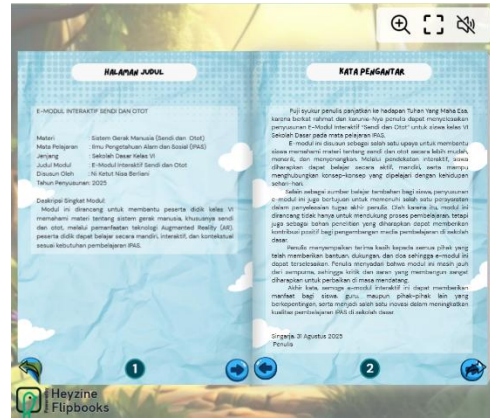 HALAMAN JUDUL
E-MODUL INTERAKTIF SENDI DAN OTOT
Materi : Sistem Gerak Manusia (Sendi dan Otot)
Mata Pelajaran : Ilmu Pengetahuan Alam dan Sosial (IPAS)
Jenjang : Sekolah Dasar Kelas VI
Judul Modul : E-Modul Interaktif Sendi dan Otot
Disusun Oleh : Ni Ketut Nisa Berliani
Tahun Penyusunan: 2025
Deskripsi Singkat Modul
Modul ini dirancang untuk membantu peserta didik kelas VI
memahami materi tentang sistem gerak manusia, khususnya sendi
dan otot, melalui pemanfaatan teknologi Augmented Reality (AR).
peserta didik dapat belajar secara mandiri, interaktif, dan kontekstual
sesuai kebutuhan pembelajaran IPAS.
1
KATA PENGANTAR
Puji syukur penulis panjatkan ke hadapan Tuhan Yang Maha Esa,
karena berkat rahmat dan karunia-Nya penulis dapat menyelesaikan
penyusunan E-Modul Interaktif "Sendi dan Otot" untuk siswa kelas VI
Sekolah Dasar pada mata pelajaran IPAS.
E-modul ini disusun sebagai salah satu upaya untuk membantu
siswa memahami materi tentang sendi dan otot secara lebih mudah,
menarik, dan menyenangkan. Melalui pendekatan interaktif, siswa
diharapkan dapat belajar secara aktif, mandiri, serta mampu
menghubungkan konsep-konsep yang dipelajari dengan kehidupan
sehari-hari.
Selain sebagai sumber belajar tambahan bagi siswa, penyusunan
e-modul ini juga bertujuan untuk memenuhi salah satu persyaratan
dalam penyelesaian tugas akhir penulis. Oleh karena itu, modul ini
dirancang tidak hanya untuk mendukung proses pembelajaran, tetapi
juga sebagai bahan penelitian yang diharapkan dapat memberikan
kontribusi positif bagi pengembangan media pembelajaran di sekolah
dasar.
Penulis menyampaikan terima kasih kepada semua pihak yang
telah memberikan bantuan, dukungan, dan doa sehingga e-modul ini
dapat terselesaikan. Penulis menyadari bahwa modul ini masih jauh
dari sempurna, sehingga kritik dan saran yang membangun sangat
diharapkan untuk perbaikan di masa mendatang.
Akhir kata, semoga e-modul interaktif ini dapat memberikan
manfaat bagi siswa, guru, maupun pihak-pihak lain yang
berkepentingan, serta menjadi salah satu inovasi dalam meningkatkan
kualitas pembelajaran IPAS di sekolah dasar.
Singaraja 31 Agustus 2025
Penulis
2
Heyzine
Flipbooks